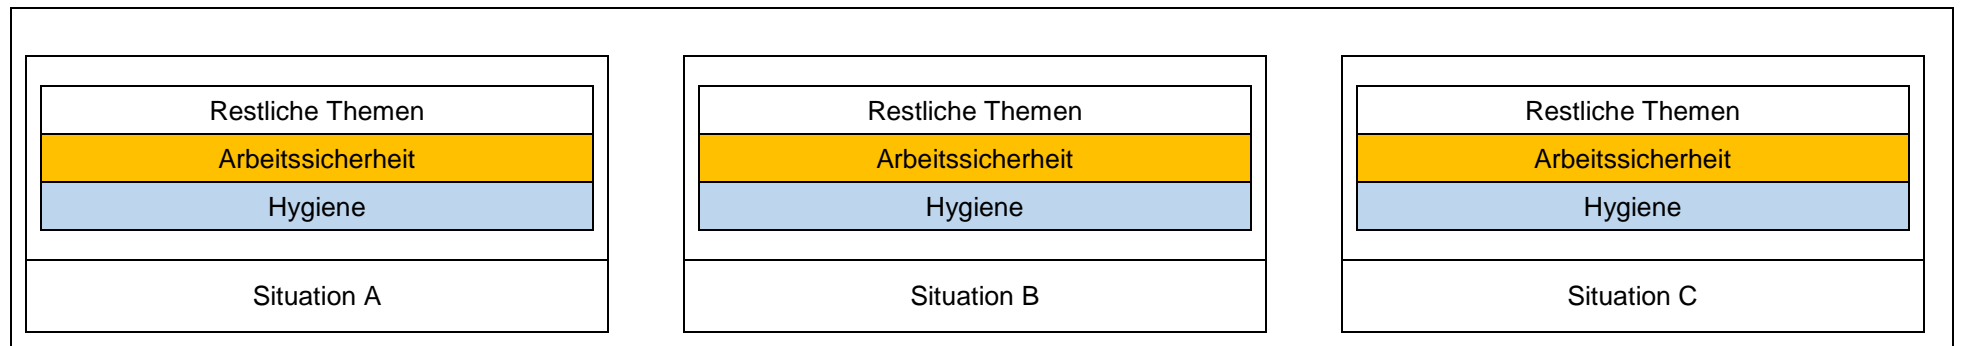 Restliche Themen
Arbeitssicherheit
Hygiene
Situation A
Restliche Themen
Arbeitssicherheit
Hygiene
Situation B
Restliche Themen
Arbeitssicherheit
Hygiene
Situation C